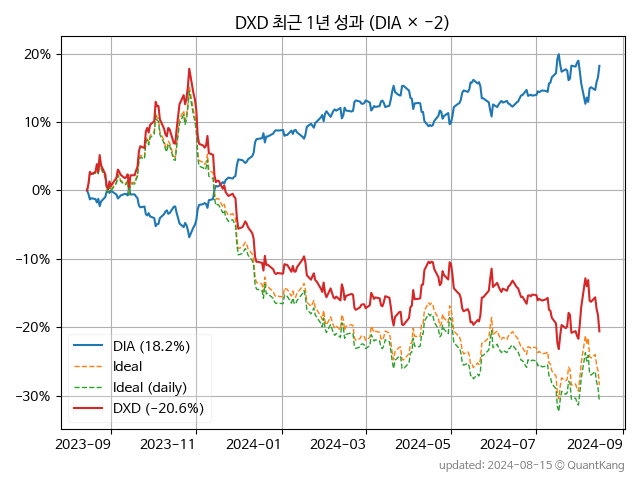 DXD 최근 1년 성과 (DIA × −2)
20%
10%
0%
−10%
−20%
−30%
DIA (18.2%)
Ideal
Ideal (daily)
DXD (−20.6%)
2023-09 2023-11 2024-01 2024-03 2024-05 2024-07 2024-09
updated: 2024-08-15 © QuantKang